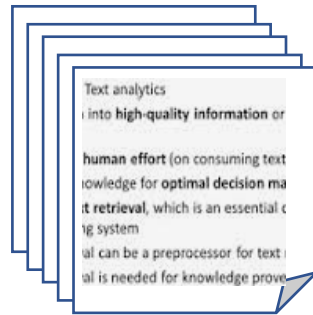 Text analytics
into high-quality information or
human effort (on consuming text
owledge for optimal decision ma
t retrieval, which is an essential
ng system
al can be a preprocessor for text
al is needed for knowledge prove